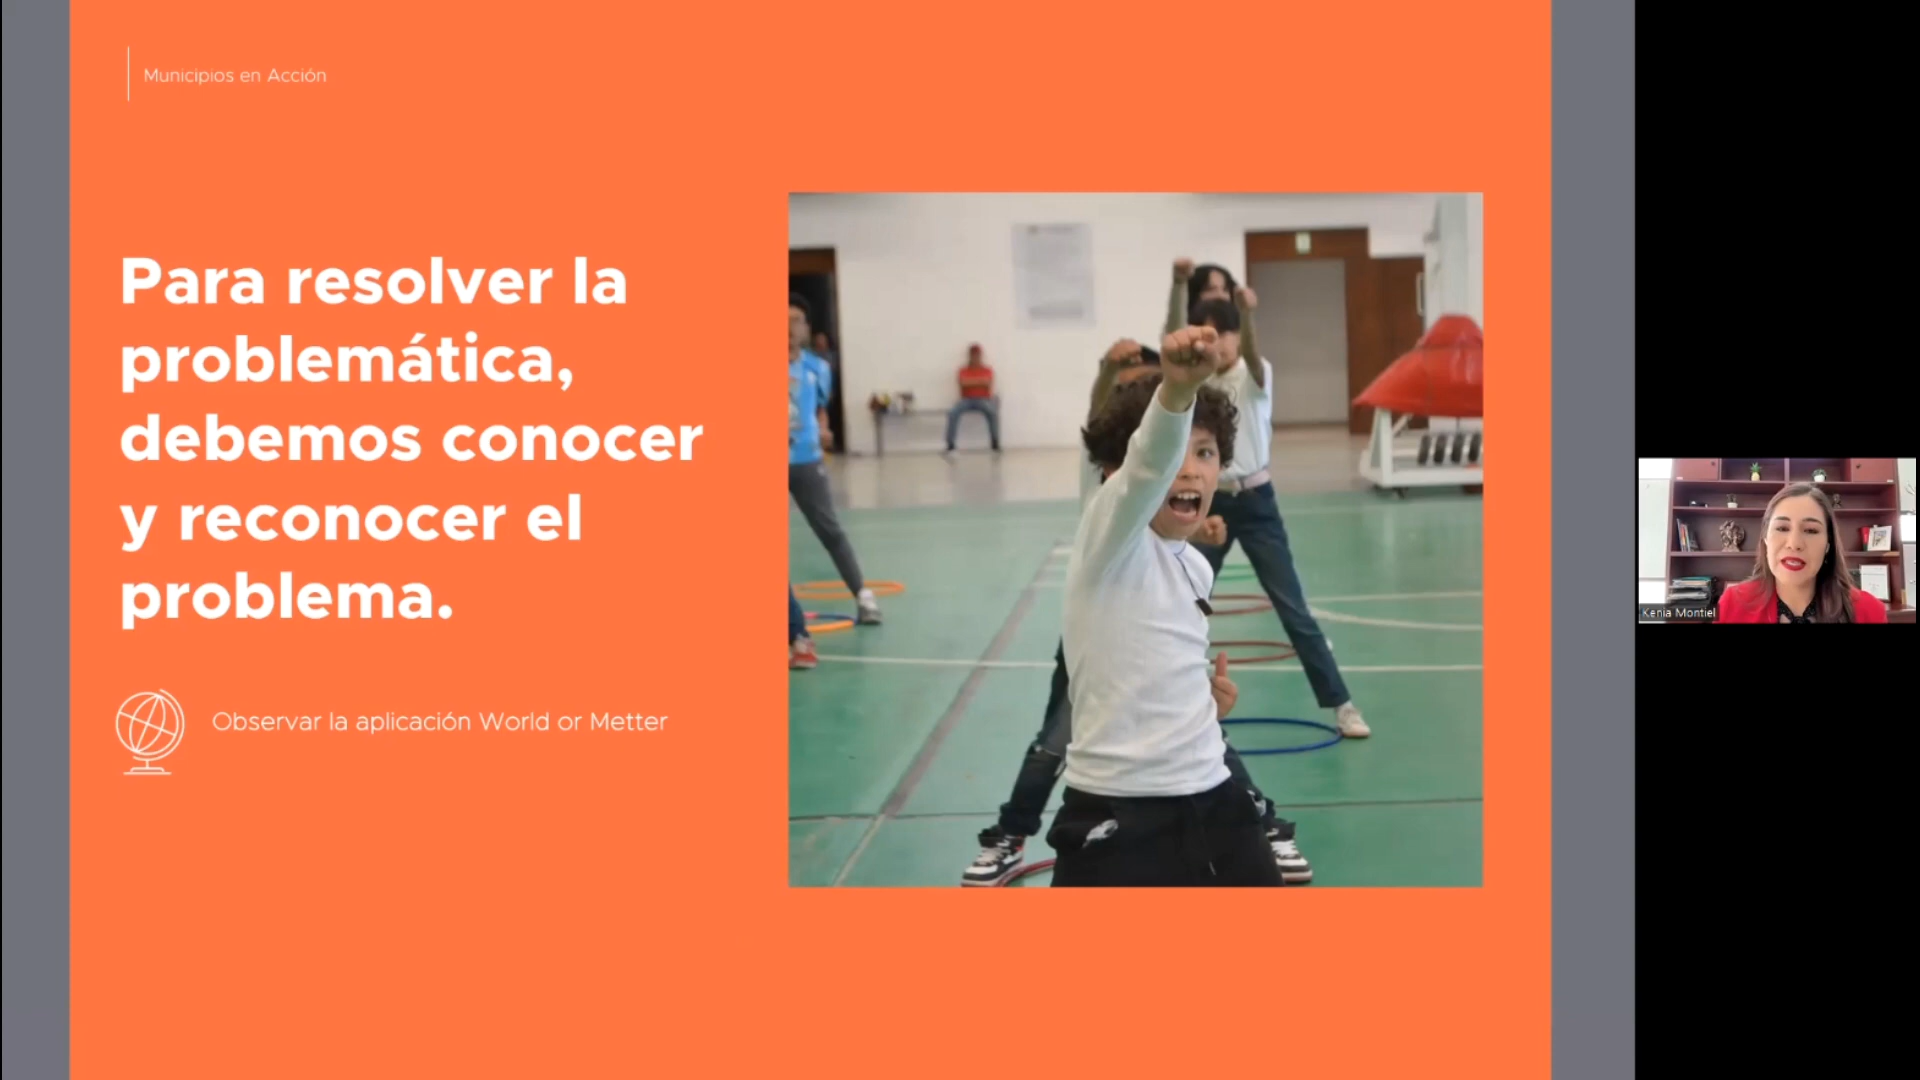 Municipios en Acción
Para resolver la
problemática,
debemos conocer
y reconocer el
problema.
Observar la aplicación World or Metter
Kenia Montiel